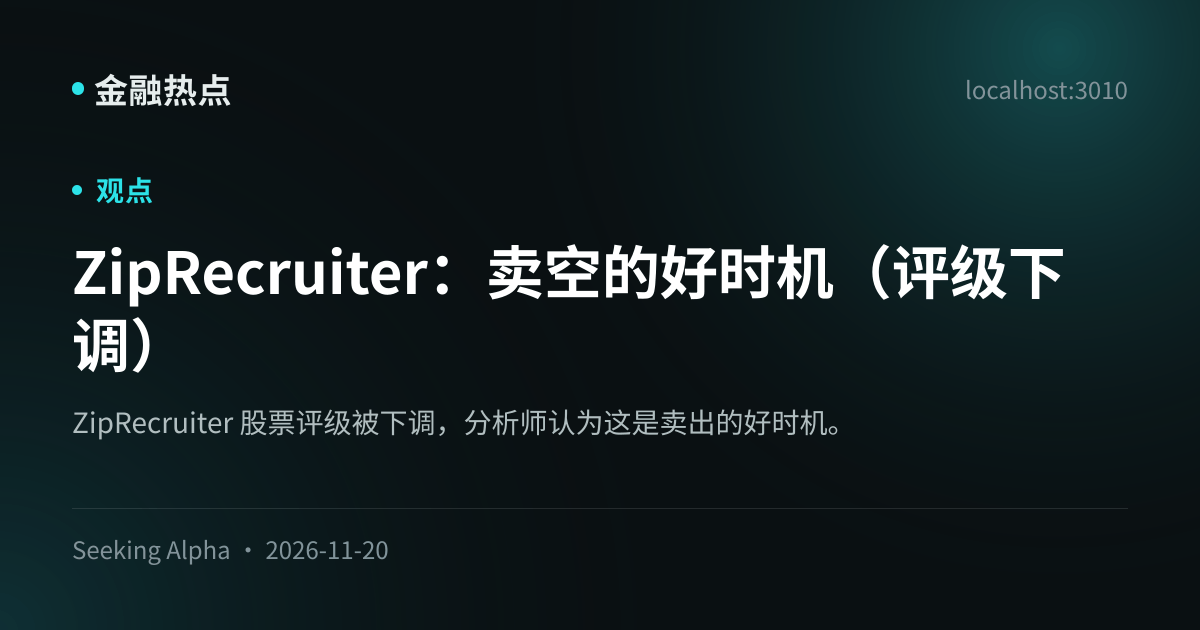 金融热点
localhost:3010
观点
ZipRecruiter：卖空的好时机（评级下
调）
ZipRecruiter 股票评级被下调，分析师认为这是卖出的好时机。
Seeking Alpha · 2026-11-20